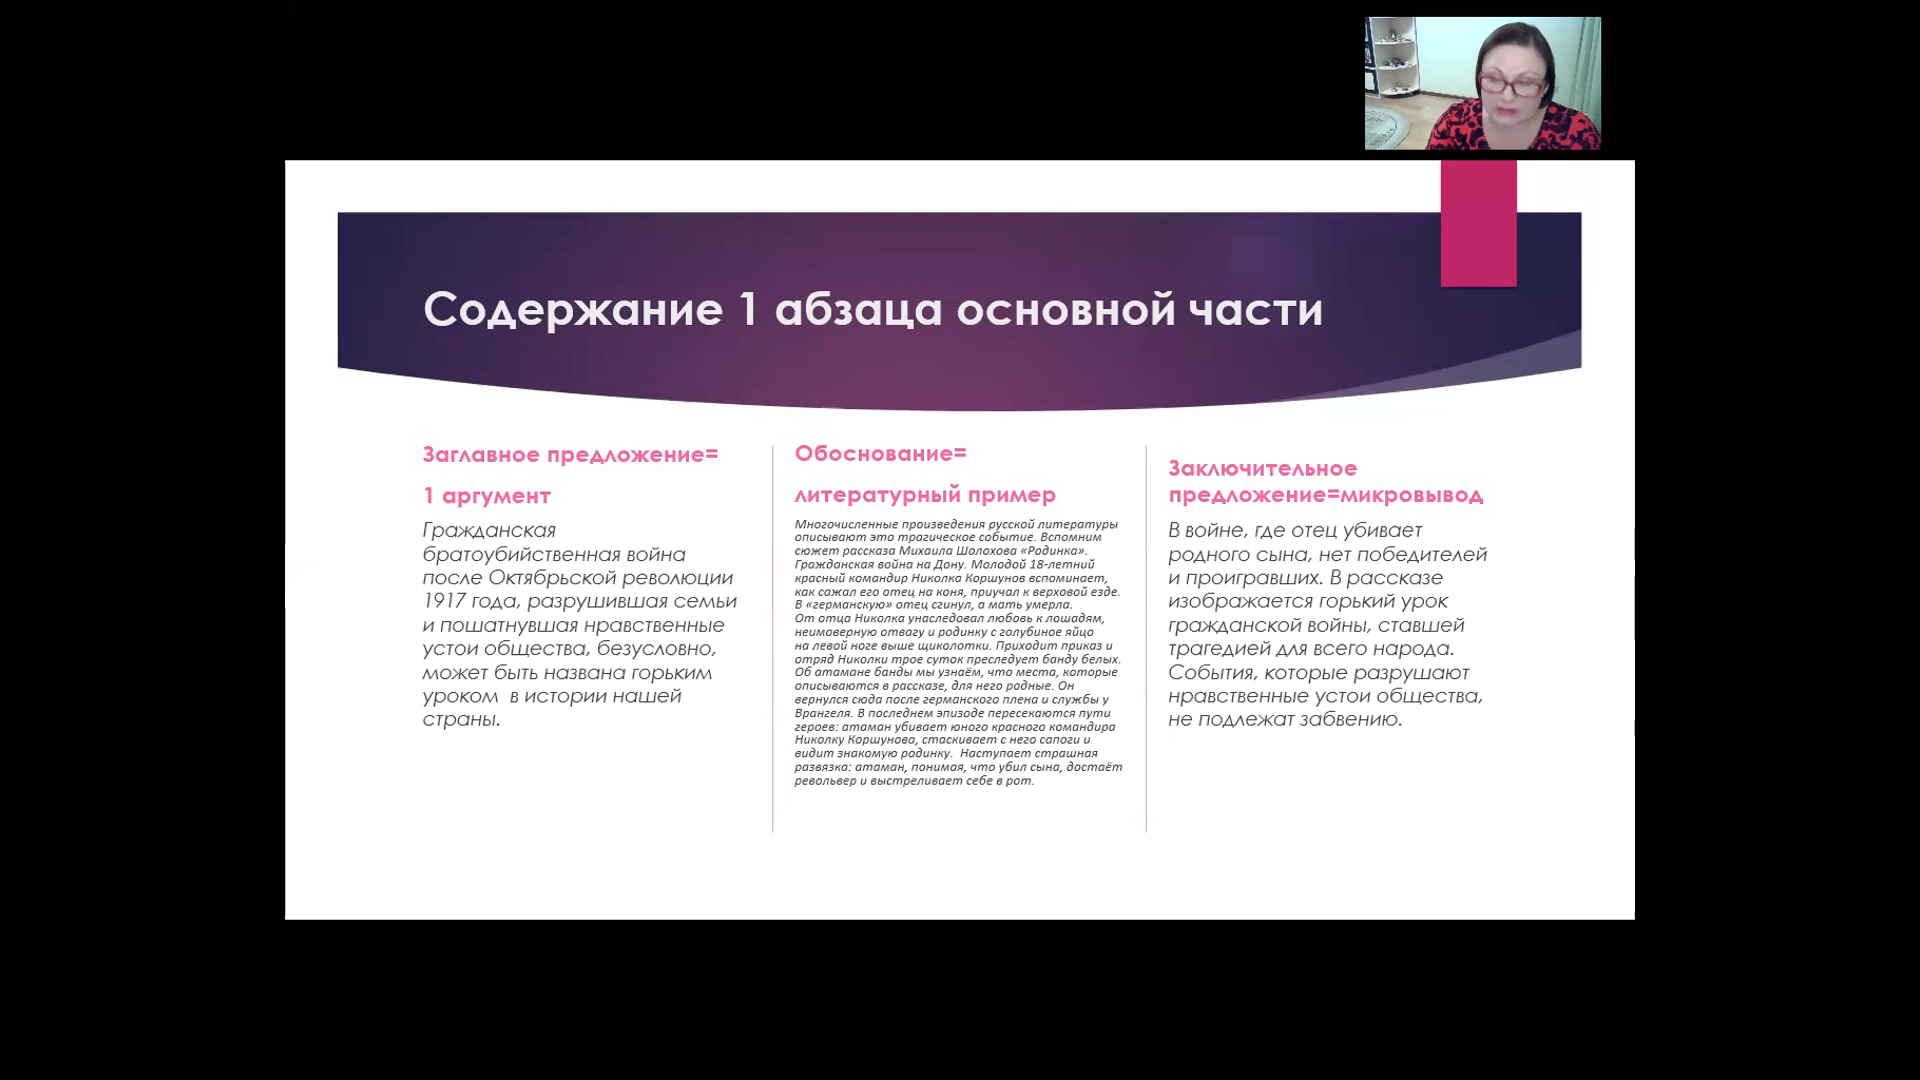 Содержание 1 абзаца основной части
Заглавное предложение=
1 аргумент
Гражданская
братоубийственная война
после Октябрьской революции
1917 года, разрушившая семьи
и пошатнувшая нравственные
устои общества, безусловно,
может быть названа горьким
уроком в истории нашей
страны.
Обоснование=
литературный пример
Многочисленные произведения русской литературы
описывают это трагическое событие. Вспомним
сюжет рассказа Михаила Шолохова «Родинка».
Гражданская война на Дону. Молодой 18-летний
красный командир Николка Коршунов вспоминает,
как сажал его отец на коня, приучал к верховой езде.
В «германскую» отец сгинул, а мать умерла.
От отца Николка унаследовал любовь к лошадям,
неимоверную отвагу и родинку с голубиное яйцо
на левой ноге выше щиколотки. Приходит приказ и
отряд Николки трое суток преследует банду белых.
Об атамане банды мы узнаём, что места, которые
описываются в рассказе, для него родные. Он
вернулся сюда после германского плена и службы у
Врангеля. В последнем эпизоде пересекаются пути
героев: атаман убивает юного красного командира
Николку Коршунова, стаскивает с него сапоги и
видит знакомую родинку. Наступает страшная
развязка: атаман, понимая, что убил сына, достаёт
револьвер и выстреливает себе в рот.
Заключительное
предложение=микровывод
В войне, где отец убивает
родного сына, нет победителей
и проигравших. В рассказе
изображается горький урок
гражданской войны, ставшей
трагедией для всего народа.
События, которые разрушают
нравственные устои общества,
не подлежат забвению.